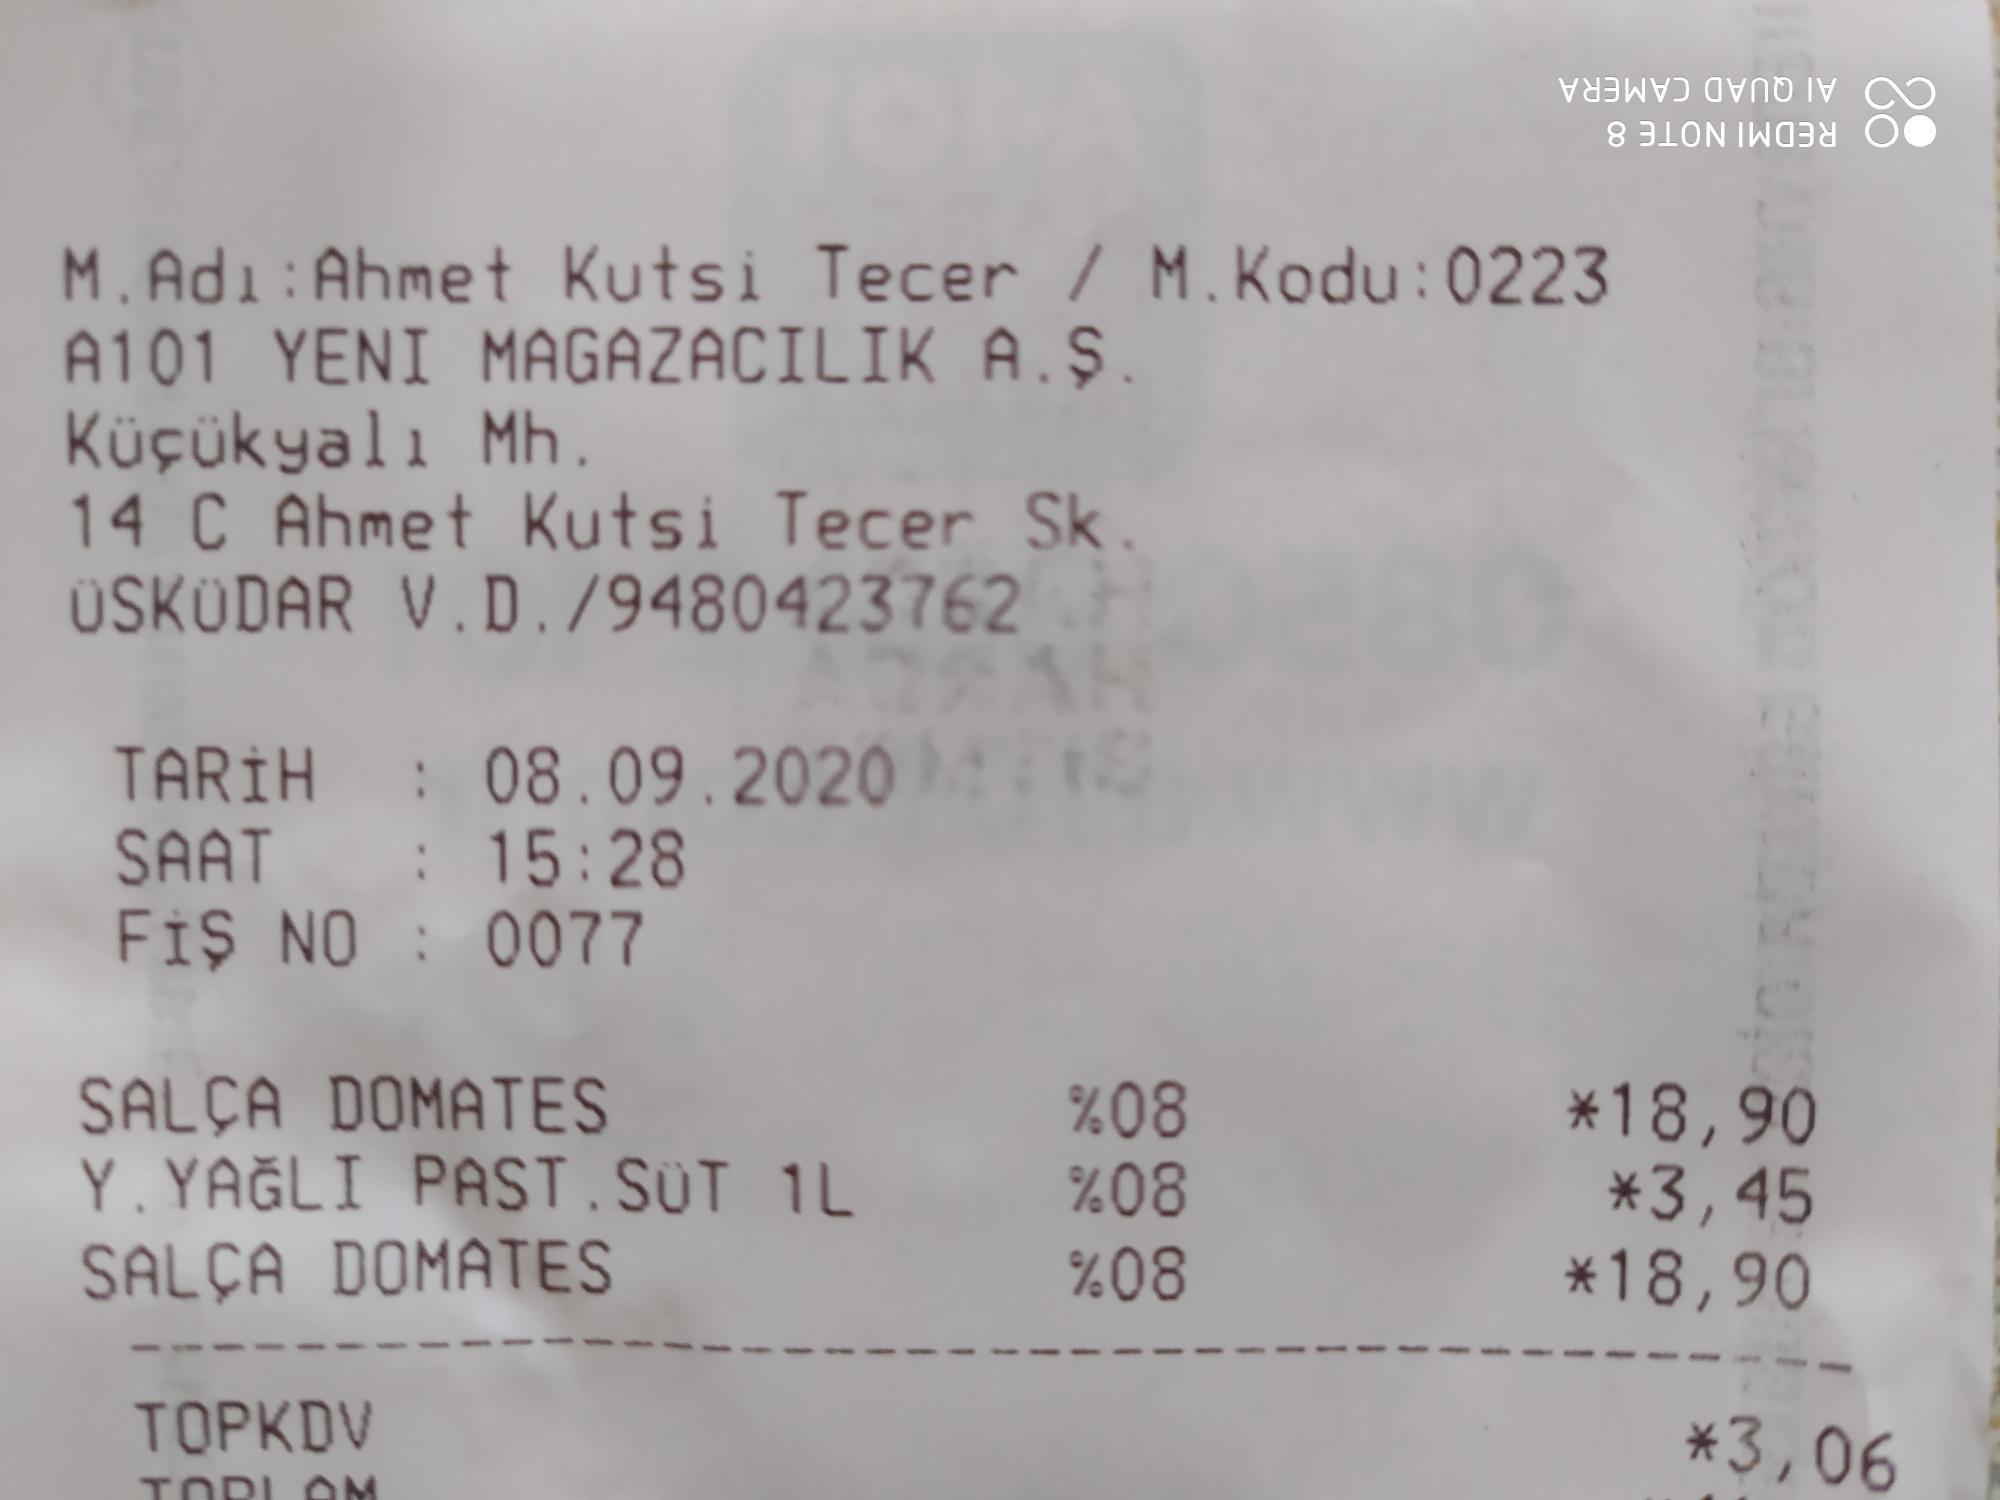 REDMI NOTE 8
AI QUAD CAMERA
M.Adı:Ahmet Kutsi Tecer / M.Kodu:0223
A101 YENI MAGAZACILIK A.Ş.
Küçükyalı Mh.
14 C Ahmet Kutsi Tecer Sk.
ÜSKÜDAR V.D./9480423762
TARİH : 08.09.2020
SAAT : 15:28
FİŞ NO : 0077
SALÇA DOMATES %08 *18,90
Y.YAĞLI PAST.SÜT 1L %08 *3,45
SALÇA DOMATES %08 *18,90
TOPKDV *3,06
TOPLAM